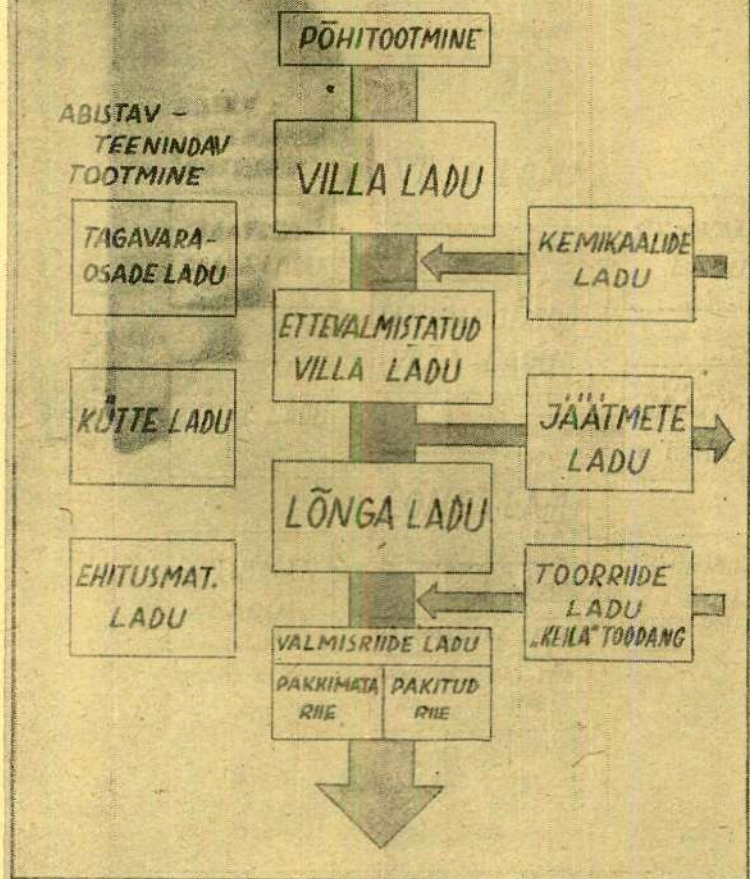 PÕHITOOTMINE
ABISTAV -
TEENINDAV
TOOTMINE
VILLA LADU
TAGAVARA-
OSADE LADU
KEMIKAALIDE
LADU
ETTEVALMISTATUD
VILLA LADU
KÜTTE LADU
JÄÄTMETE
LADU
LÕNGA LADU
EHITUSMAT.
LADU
TOORRIIDE
LADU
„KEILA" TOODANG
VALMISRIIDE LADU
PAKKIMATA
RIIE
PAKITUD
RIIE